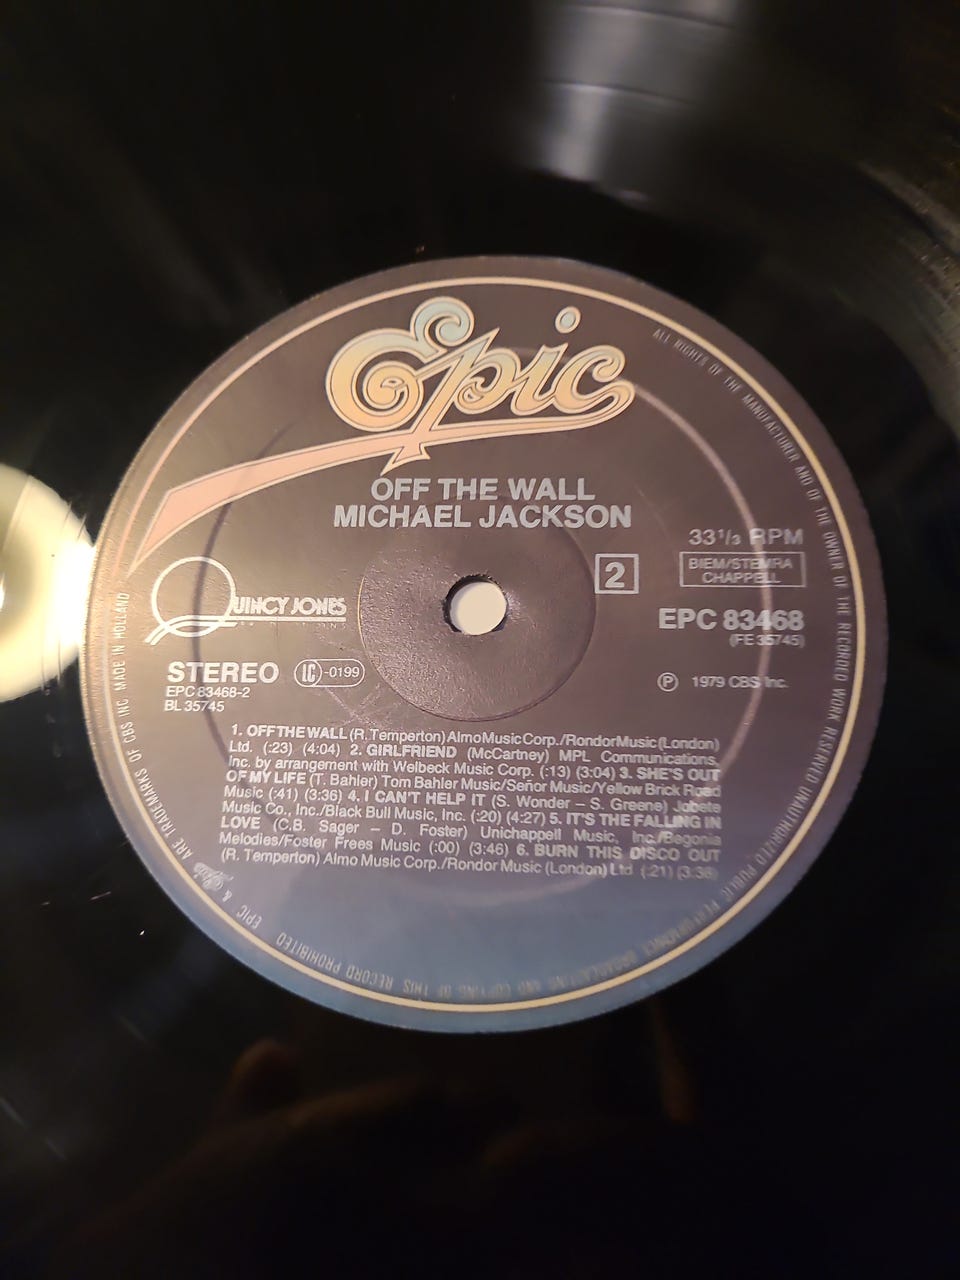 Epic
OFF THE WALL
MICHAEL JACKSON
33 1/3 RPM
BIEM/STEMRA
CHAPPELL
2
EPC 83468
(FE 35745)
℗ 1979 CBS Inc.
QUINCY JONES
STEREO LC-0199
EPC 83468-2
BL 35745
1. OFF THE WALL (R. Temperton) Almo Music Corp./Rondor Music (London)
Ltd. (:23) (4:04) 2. GIRLFRIEND (McCartney) MPL Communications,
Inc. by arrangement with Welbeck Music Corp. (:13) (3:04) 3. SHE'S OUT
OF MY LIFE (T. Bahler) Tom Bahler Music/Señor Music/Yellow Brick Road
Music (:41) (3:36) 4. I CAN'T HELP IT (S. Wonder – S. Greene) Jobete
Music Co., Inc./Black Bull Music, Inc. (:20) (4:27) 5. IT'S THE FALLING IN
LOVE (C.B. Sager – D. Foster) Unichappell Music, Inc./Begonia
Melodies/Foster Frees Music (:00) (3:46) 6. BURN THIS DISCO OUT
(R. Temperton) Almo Music Corp./Rondor Music (London) Ltd (:21) (3:38)
ALL RIGHTS OF THE MANUFACTURER AND OF THE OWNER OF THE RECORDED WORK RESERVED UNAUTHORIZED PUBLIC PERFORMANCE BROADCASTING AND COPYING OF THIS RECORD PROHIBITED
EPIC & Epic ARE TRADEMARKS OF CBS INC MADE IN HOLLAND